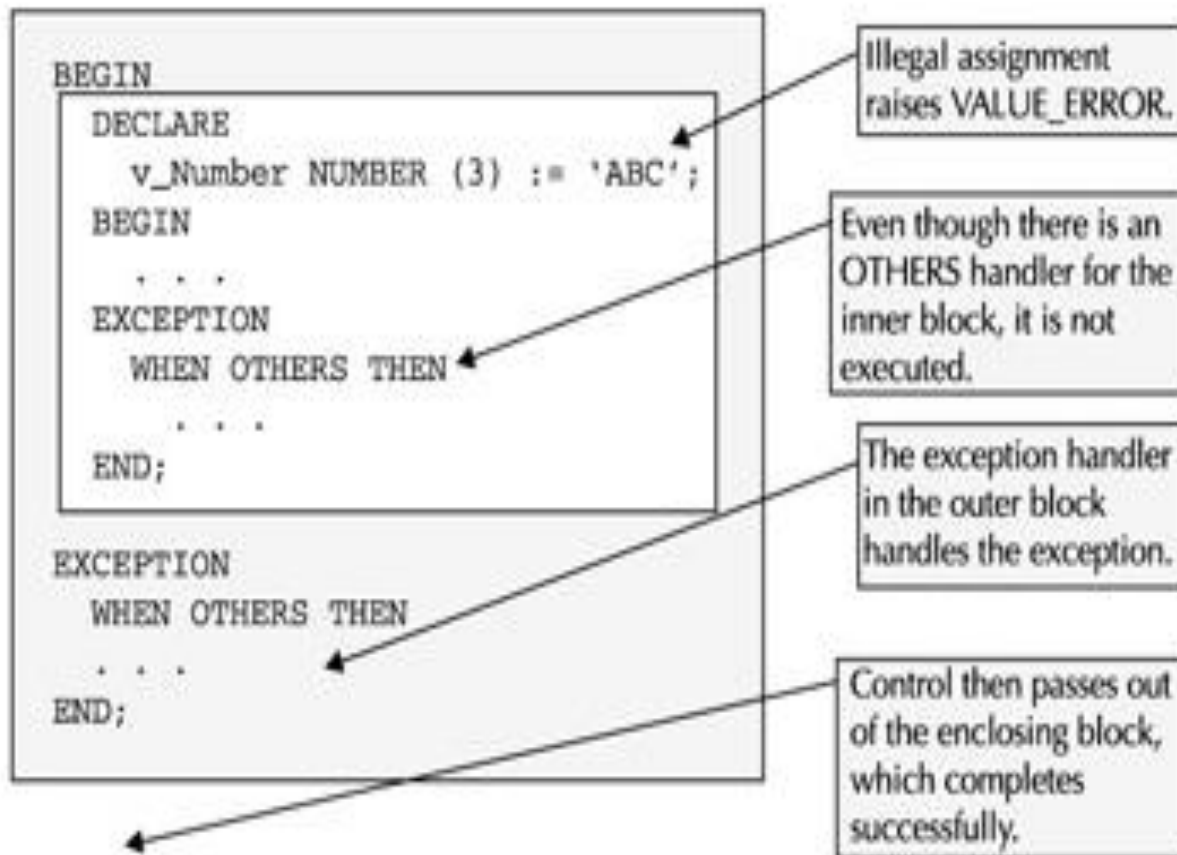 BEGIN
DECLARE
v_Number NUMBER (3) := ‘ABC’;
BEGIN
. . .
EXCEPTION
WHEN OTHERS THEN
. . .
END;
EXCEPTION
WHEN OTHERS THEN
. . .
END;
Illegal assignment
raises VALUE_ERROR.
Even though there is an
OTHERS handler for the
inner block, it is not
executed.
The exception handler
in the outer block
handles the exception.
Control then passes out
of the enclosing block,
which completes
successfully.